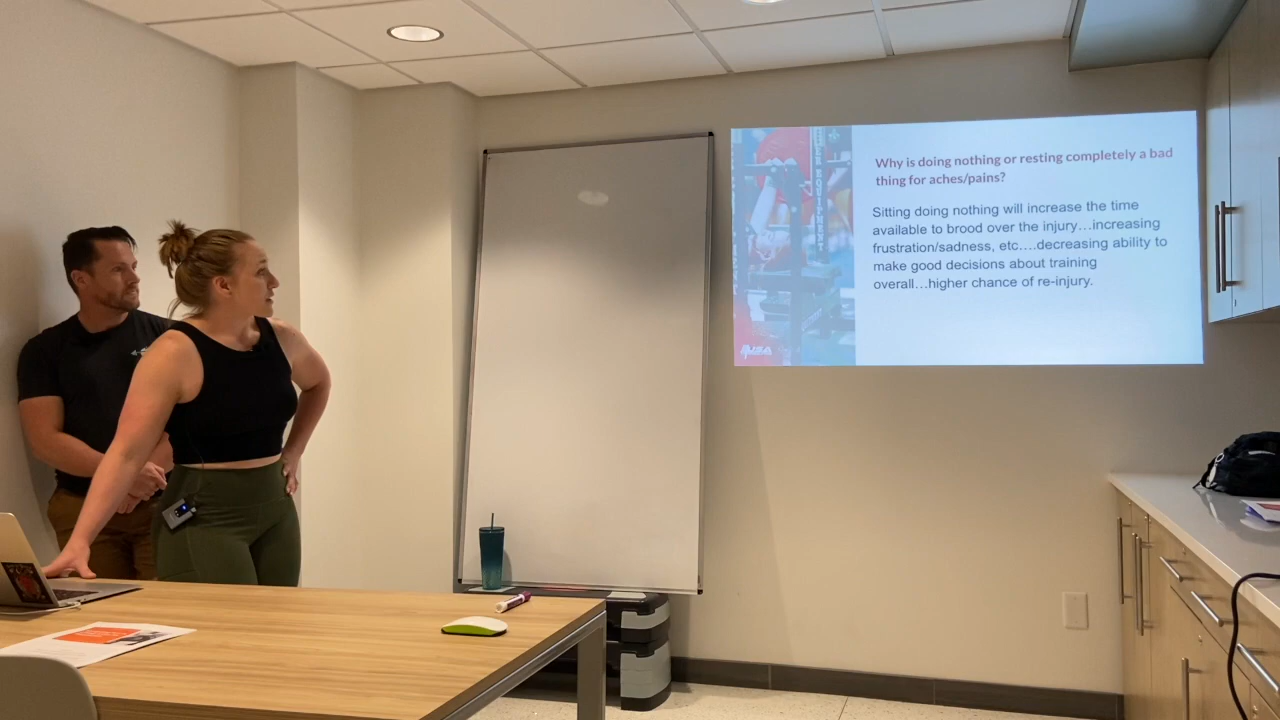 Why is doing nothing or resting completely a bad
thing for aches/pains?
Sitting doing nothing will increase the time
available to brood over the injury…increasing
frustration/sadness, etc….decreasing ability to
make good decisions about training
overall…higher chance of re-injury.
EQUIPMENT
USA